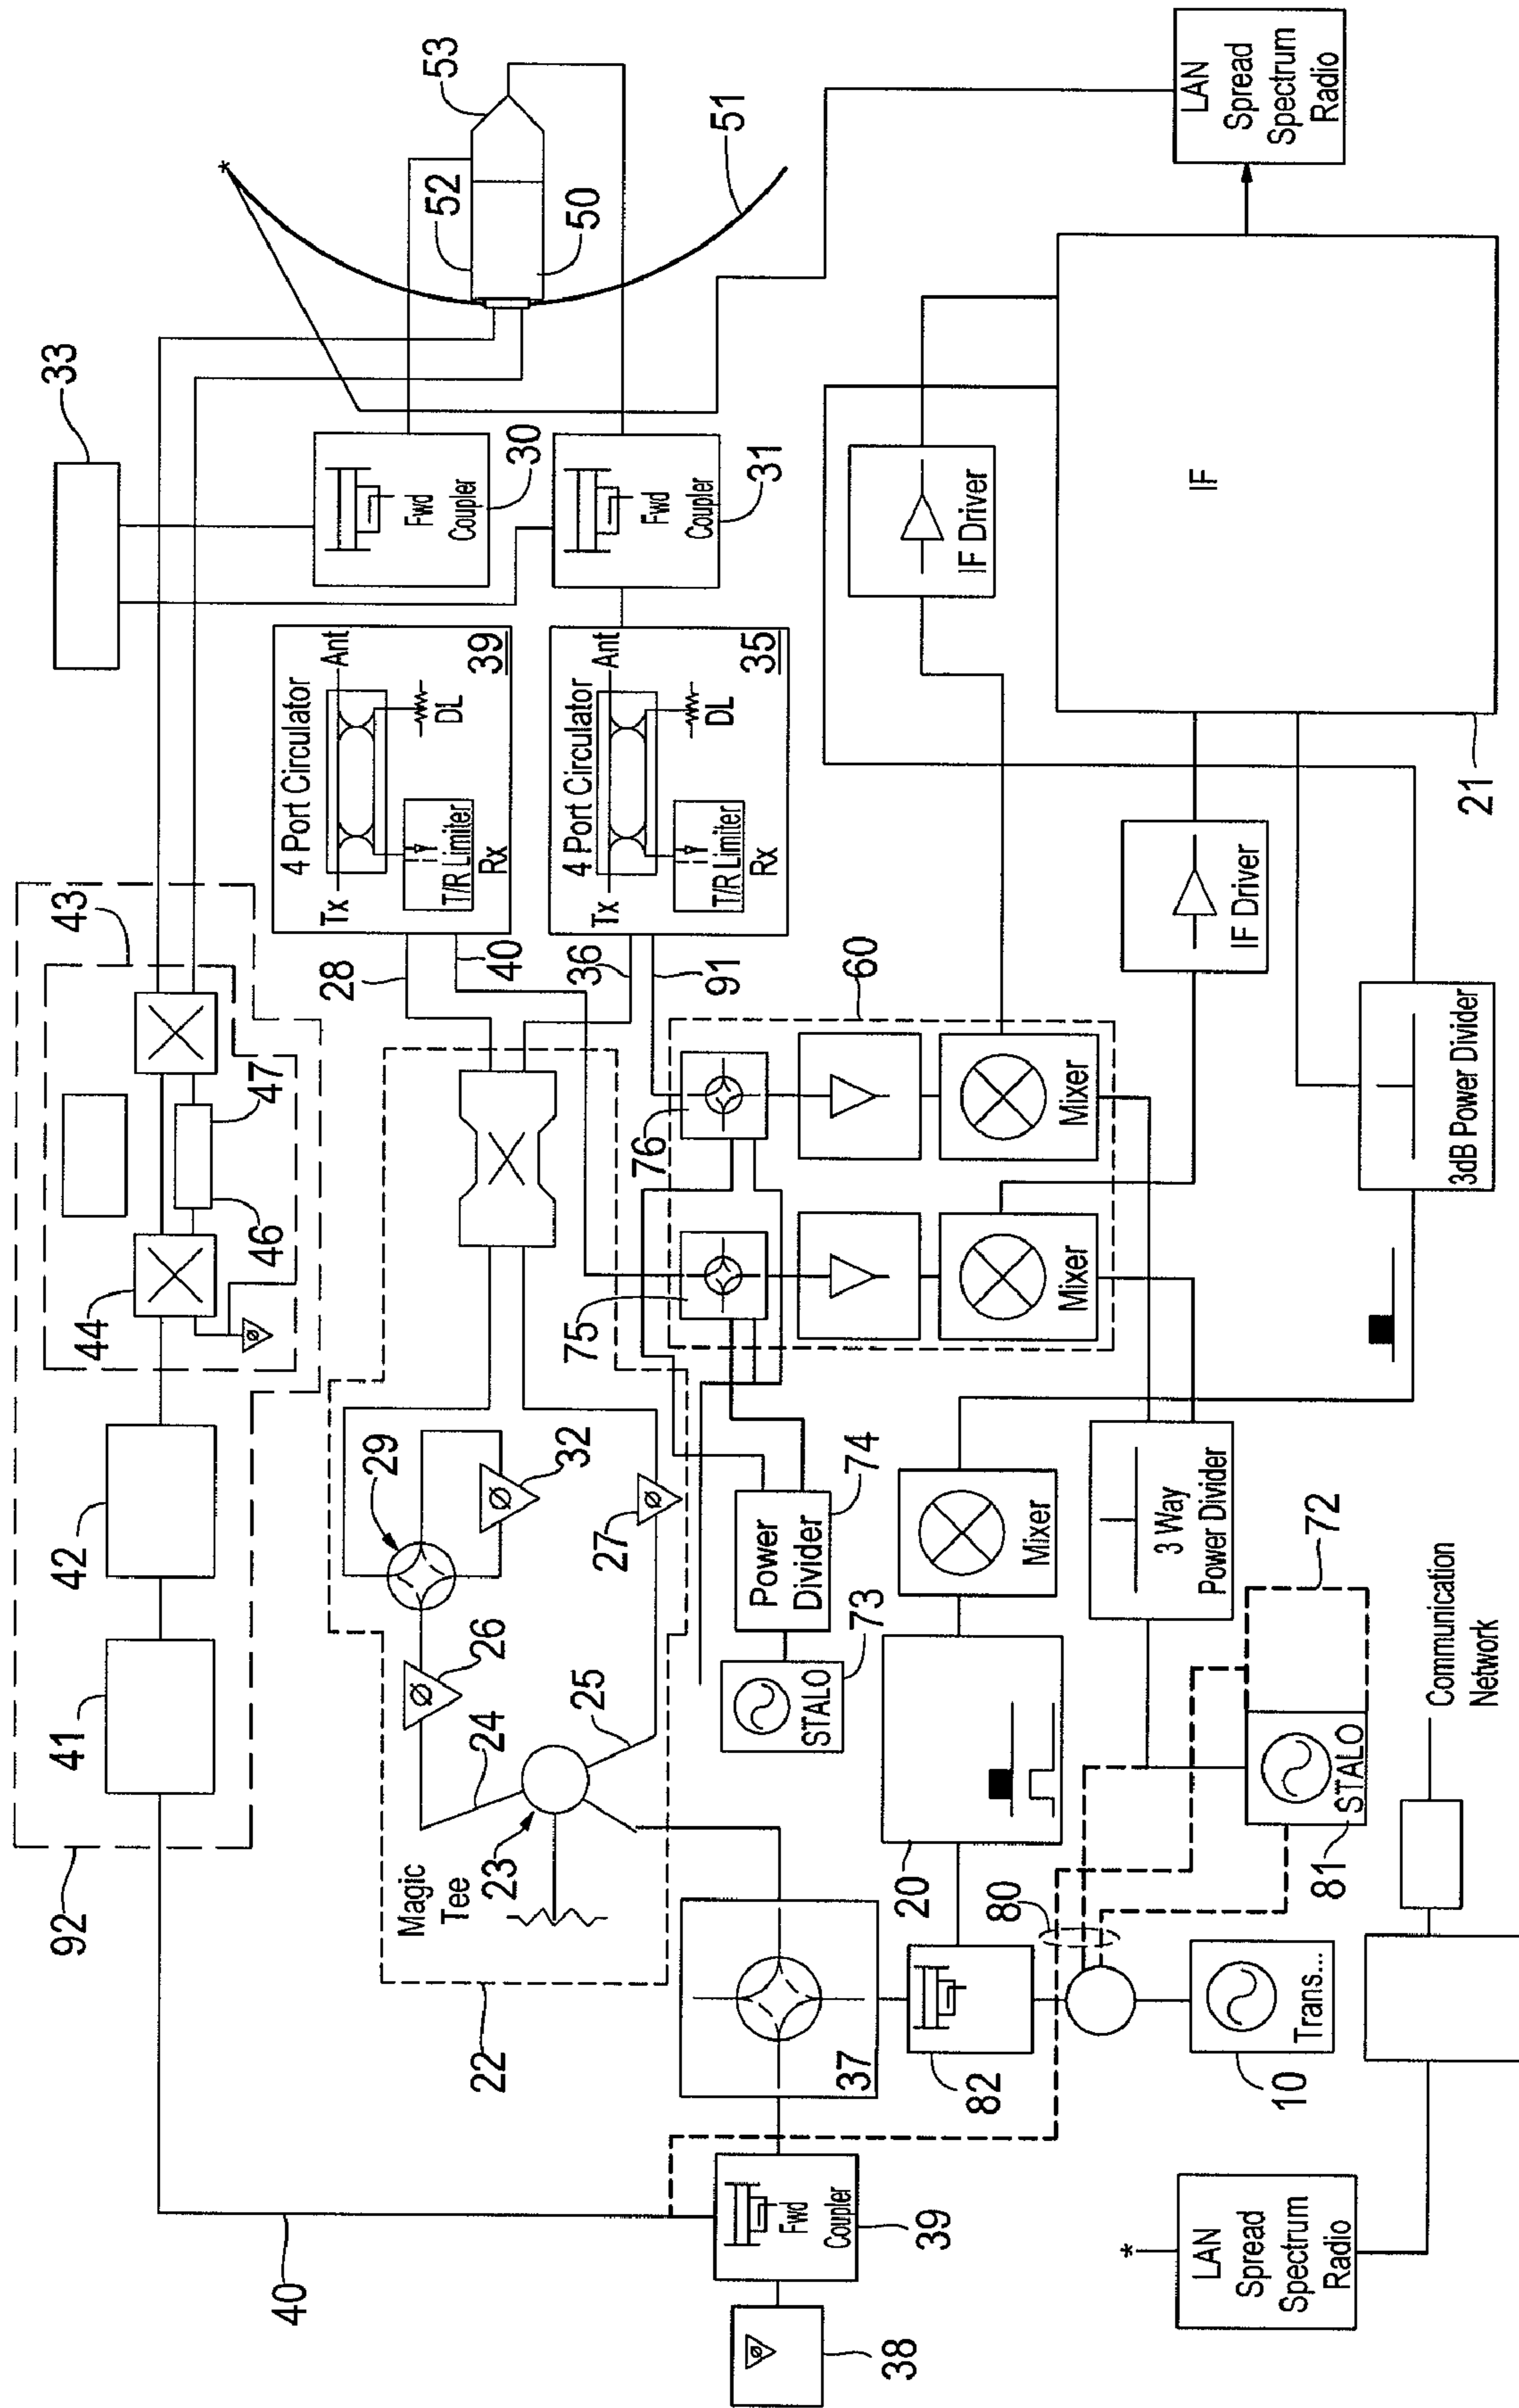 33
53
52
50
51
30
31
Fwd
Coupler
Fwd
Coupler
LAN
Spread
Spectrum
Radio
43
44
46
47
42
41
92
4 Port Circulator
Tx
Ant
T/R Limiter
Rx
DL
39
4 Port Circulator
Tx
Ant
T/R Limiter
Rx
DL
35
28
40
36
91
60
76
75
Mixer
Mixer
IF Driver
IF Driver
IF
21
3dB Power Divider
29
32
27
26
24
25
23
Magic
Tee
22
Power
Divider
74
STALO
73
Mixer
3 Way
Power Divider
72
20
80
STALO
81
Communication
Network
37
82
Trans...
10
40
Fwd
Coupler
39
38
*
*
LAN
Spread
Spectrum
Radio
ø
ø
ø
ø
ø